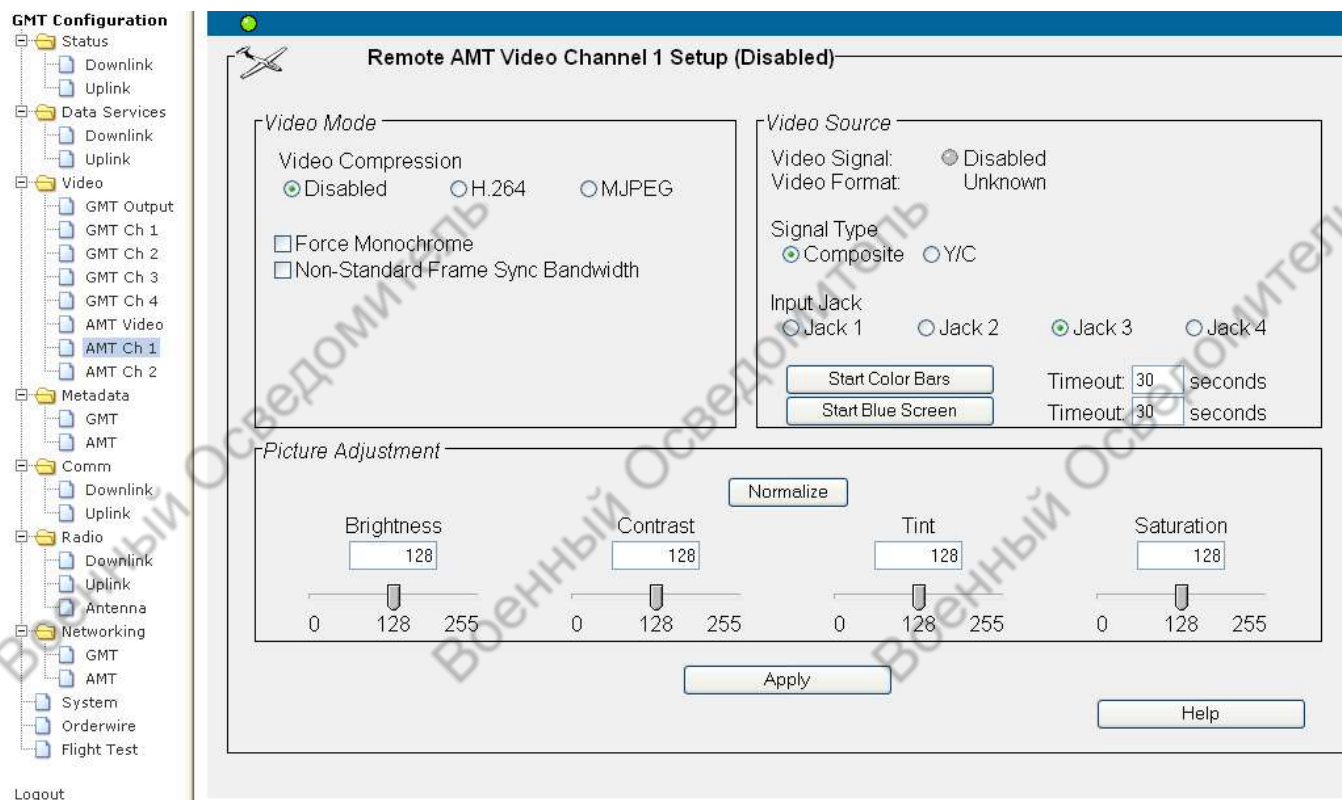 GMT Configuration
Status
Downlink
Uplink
Data Services
Downlink
Uplink
Video
GMT Output
GMT Ch 1
GMT Ch 2
GMT Ch 3
GMT Ch 4
AMT Video
AMT Ch 1
AMT Ch 2
Metadata
GMT
AMT
Comm
Downlink
Uplink
Radio
Downlink
Uplink
Antenna
Networking
GMT
AMT
System
Orderwire
Flight Test
Logout
Remote AMT Video Channel 1 Setup (Disabled)
Video Mode
Video Compression
Disabled H.264 MJPEG
Force Monochrome
Non-Standard Frame Sync Bandwidth
Video Source
Video Signal: Disabled
Video Format: Unknown
Signal Type
Composite Y/C
Input Jack
Jack 1 Jack 2 Jack 3 Jack 4
Start Color Bars Timeout: 30 seconds
Start Blue Screen Timeout: 30 seconds
Picture Adjustment
Normalize
Brightness Contrast Tint Saturation
128 128 128 128
0 128 255 0 128 255 0 128 255 0 128 255
Apply
Help
Военный Осведомитель
Военный Осведомитель
Военный Осведомитель